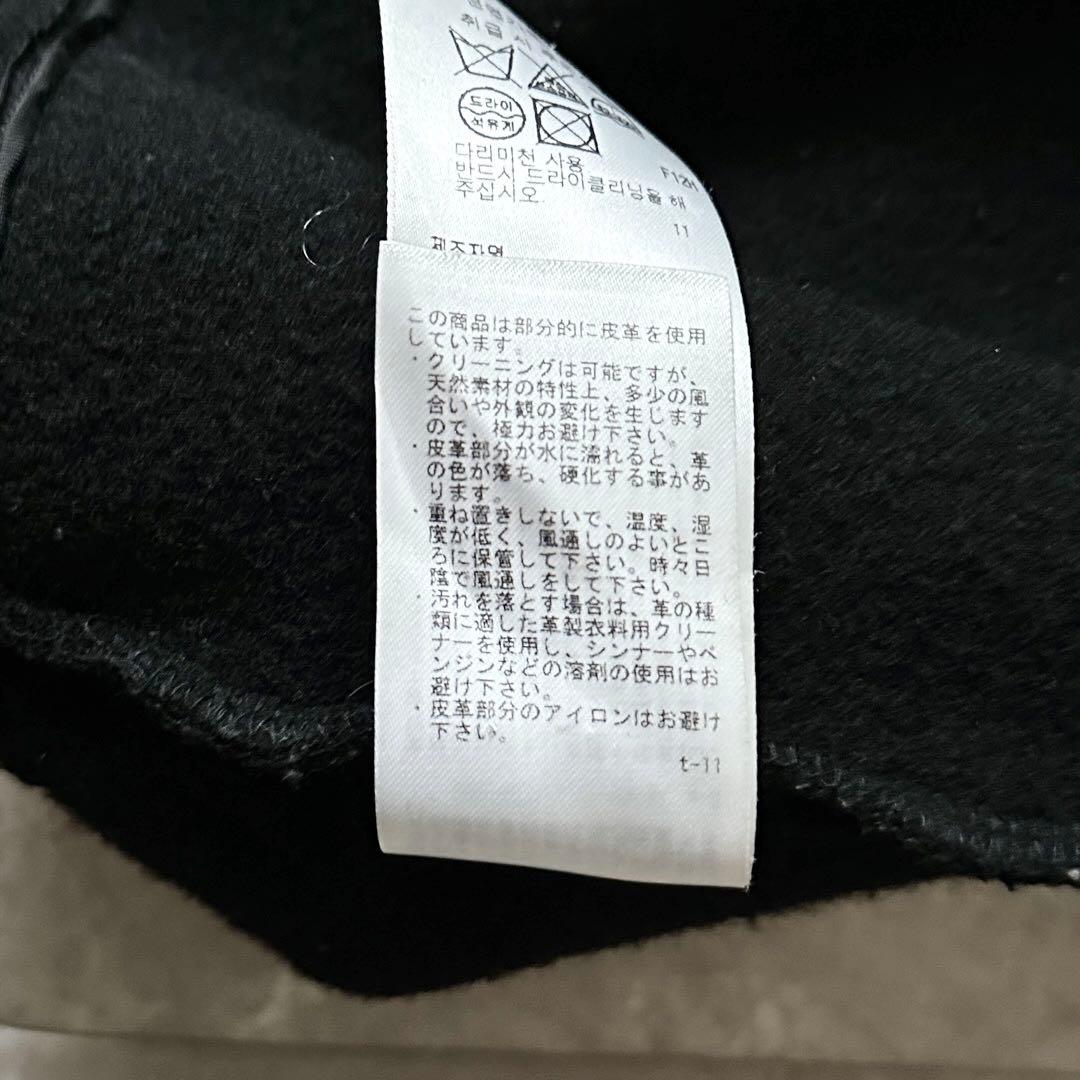 취급시
드라이
석유계
다리미천 사용
반드시 드라이클리닝을 해
주십시오.
F12H
11
제조자명
この商品は部分的に皮革を使用
しています。
・クリーニングは可能ですが、
天然素材の特性上、多少の風
合いや外観の変化を生じます
ので、極力お避け下さい。
・皮革部分が水に濡れると、革
の色が落ち、硬化する事があ
ります。
・重ね置きしないで、温度、湿
度が低く、風通しのよいとこ
ろに保管して下さい。時々日
陰で風通しをして下さい。
・汚れを落とす場合は、革の種
類に適した革製衣料用クリー
ナーを使用し、シンナーやベ
ンジンなどの溶剤の使用はお
避け下さい。
・皮革部分のアイロンはお避け
下さい。
t-11